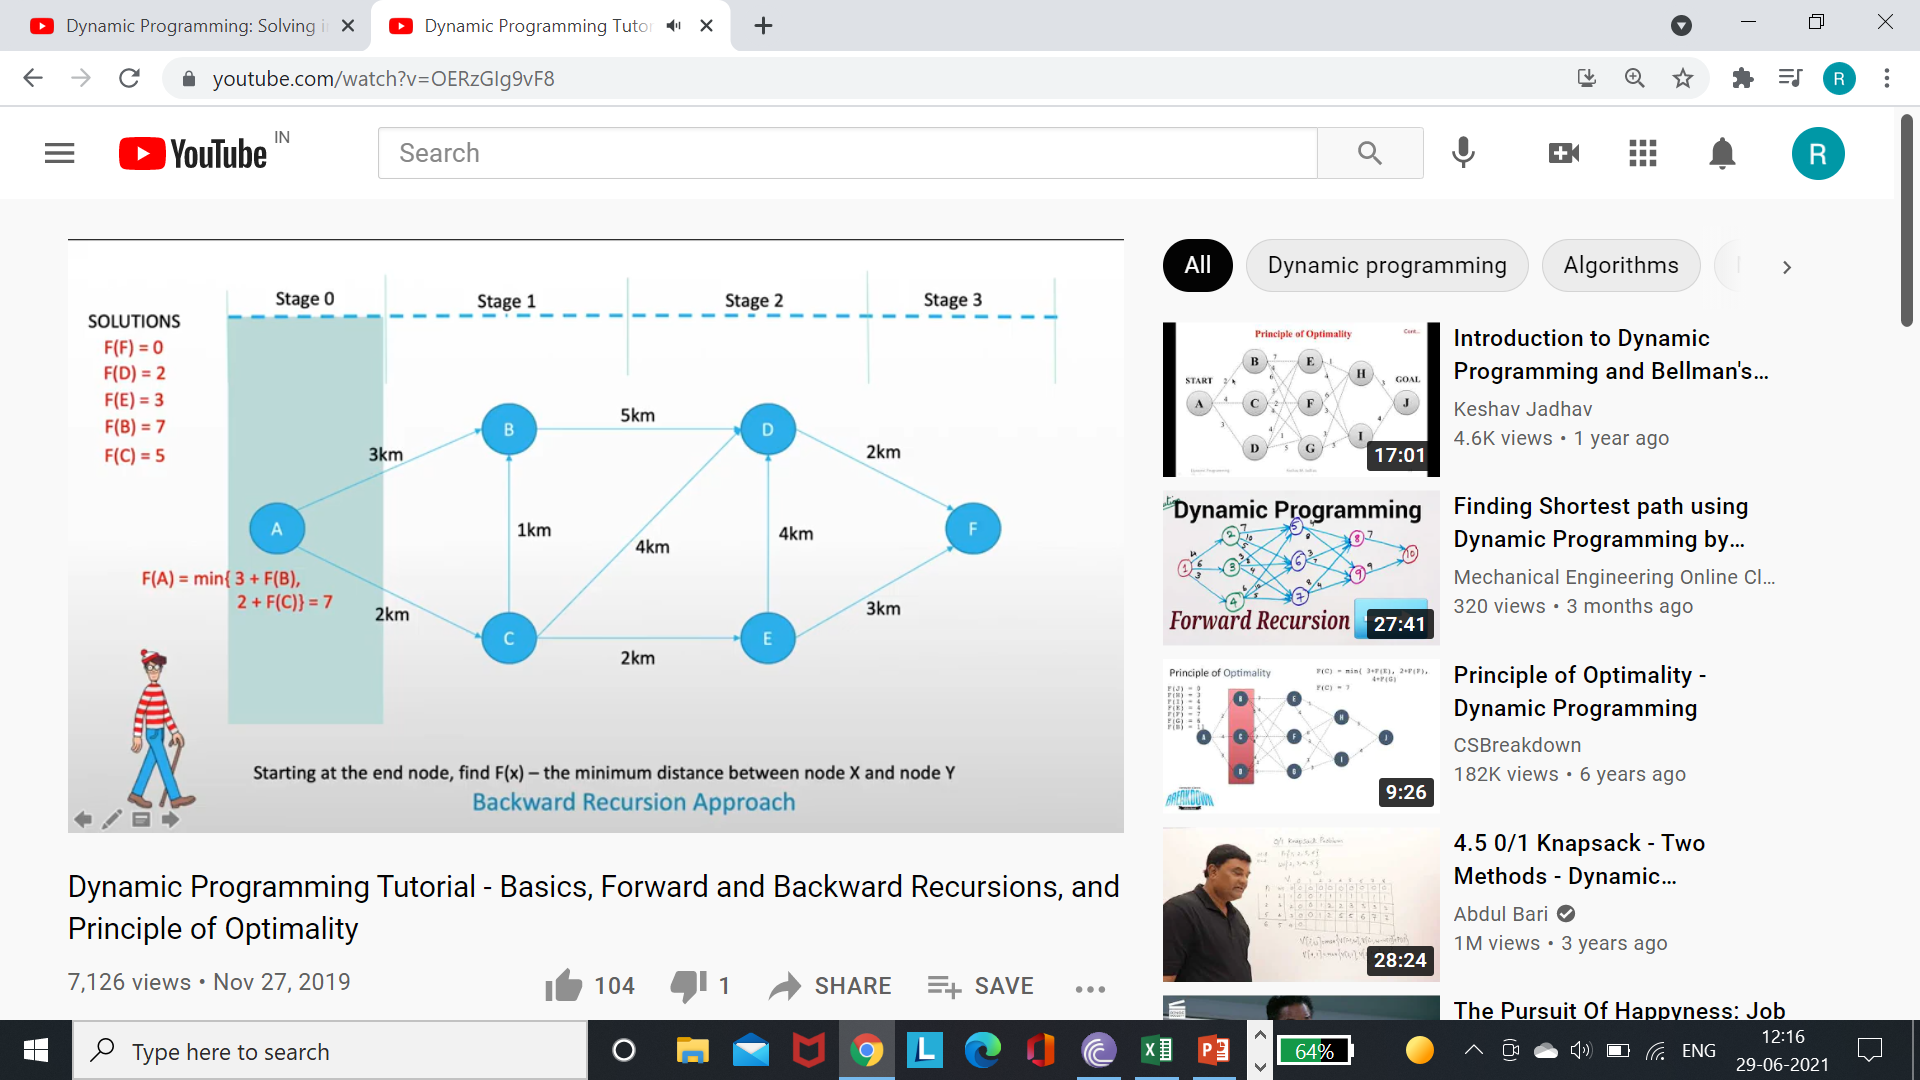 Dynamic Programming: Solving i
Dynamic Programming Tutor
youtube.com/watch?v=OERzGIg9vF8
R
YouTube IN
Search
R
Stage 0
Stage 1
Stage 2
Stage 3
SOLUTIONS
F(F) = 0
F(D) = 2
F(E) = 3
F(B) = 7
F(C) = 5
B
5km
D
3km
2km
A
1km
4km
4km
F
F(A) = min{ 3 + F(B),
2 + F(C)} = 7
2km
3km
C
E
2km
Starting at the end node, find F(x) – the minimum distance between node X and node Y
Backward Recursion Approach
Dynamic Programming Tutorial - Basics, Forward and Backward Recursions, and
Principle of Optimality
7,126 views • Nov 27, 2019
104
1
SHARE
SAVE
All
Dynamic programming
Algorithms
Principle of Optimality
START
GOAL
A
B
C
D
E
F
G
H
I
J
17:01
Introduction to Dynamic
Programming and Bellman's...
Keshav Jadhav
4.6K views • 1 year ago
Dynamic Programming
Forward Recursion
27:41
Finding Shortest path using
Dynamic Programming by...
Mechanical Engineering Online Cl...
320 views • 3 months ago
Principle of Optimality
F(C) = min{ 3+F(E), 2+F(F),
4+F(G)
F(C) = 7
BREAKDOWN
9:26
Principle of Optimality -
Dynamic Programming
CSBreakdown
182K views • 6 years ago
28:24
4.5 0/1 Knapsack - Two
Methods - Dynamic...
Abdul Bari
1M views • 3 years ago
The Pursuit Of Happyness: Job
Type here to search
L
64%
ENG
12:16
29-06-2021